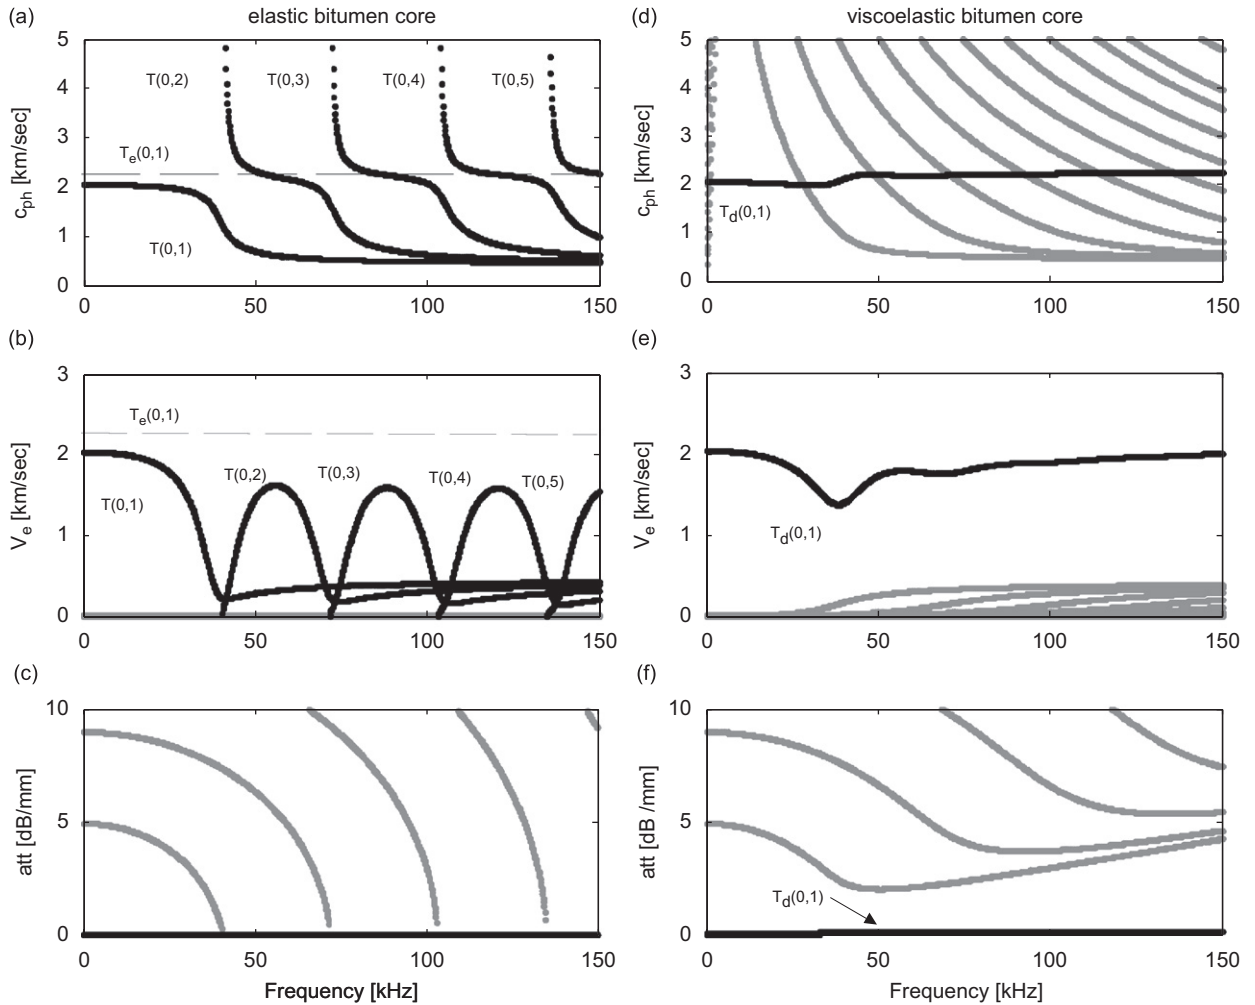 (a)
elastic bitumen core
5
4
3
2
1
0
c_ph [km/sec]
T(0,2)
T(0,3)
T(0,4)
T(0,5)
T_e(0,1)
T(0,1)
0
50
100
150
(d)
viscoelastic bitumen core
5
4
3
2
1
0
c_ph [km/sec]
T_d(0,1)
0
50
100
150
(b)
3
2
1
0
V_e [km/sec]
T_e(0,1)
T(0,1)
T(0,2)
T(0,3)
T(0,4)
T(0,5)
0
50
100
150
(e)
3
2
1
0
V_e [km/sec]
T_d(0,1)
0
50
100
150
(c)
10
5
0
att [dB/mm]
0
50
100
150
Frequency [kHz]
(f)
10
5
0
att [dB /mm]
T_d(0,1)
0
50
100
150
Frequency [kHz]